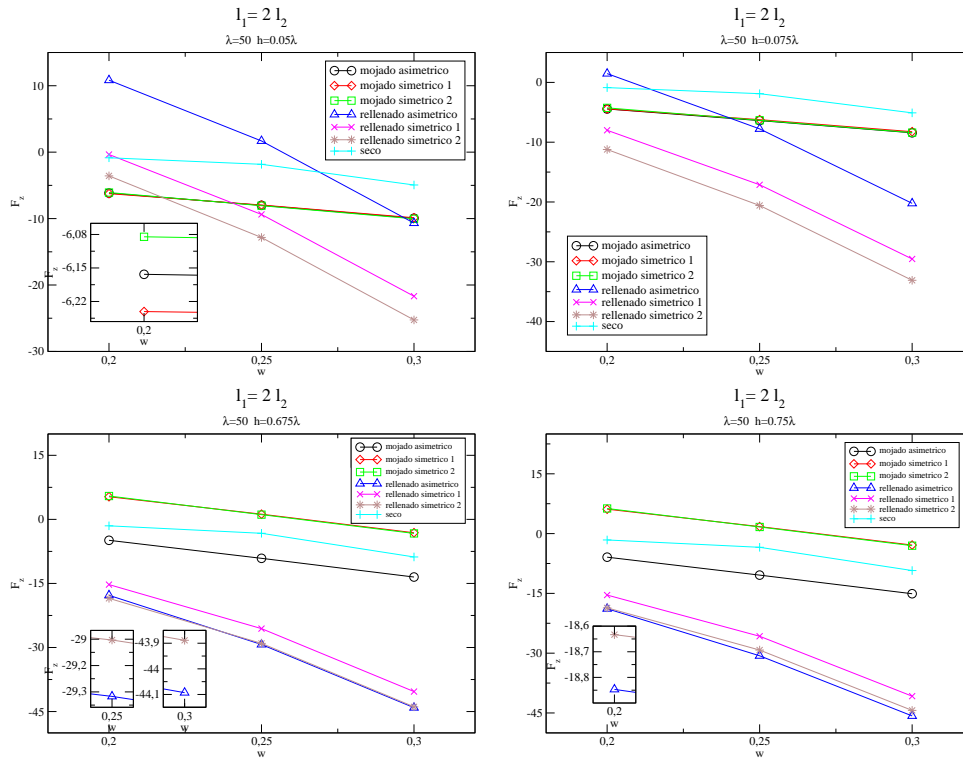 l₁= 2 l₂
λ=50 h=0.05λ
mojado asimetrico
mojado simetrico 1
mojado simetrico 2
rellenado asimetrico
rellenado simetrico 1
rellenado simetrico 2
seco
10
0
-10
-20
-30
F_z
0,2
0,25
0,3
w
-6,08
-6,15
-6,22
F_z
0,2
w
l₁= 2 l₂
λ=50 h=0.075λ
0
-10
-20
-30
-40
F_z
mojado asimetrico
mojado simetrico 1
mojado simetrico 2
rellenado asimetrico
rellenado simetrico 1
rellenado simetrico 2
seco
0,2
0,25
0,3
w
l₁= 2 l₂
λ=50 h=0.675λ
mojado asimetrico
mojado simetrico 1
mojado simetrico 2
rellenado asimetrico
rellenado simetrico 1
rellenado simetrico 2
seco
15
0
-15
-30
-45
F_z
F_z
-29
-29,2
-29,3
0,25
w
-43,9
-44
-44,1
0,3
w
0,2
0,25
0,3
w
l₁= 2 l₂
λ=50 h=0.75λ
mojado asimetrico
mojado simetrico 1
mojado simetrico 2
rellenado asimetrico
rellenado simetrico 1
rellenado simetrico 2
seco
15
0
-15
-30
-45
F_z
F_z
-18,6
-18,7
-18,8
0,2
w
0,2
0,25
0,3
w